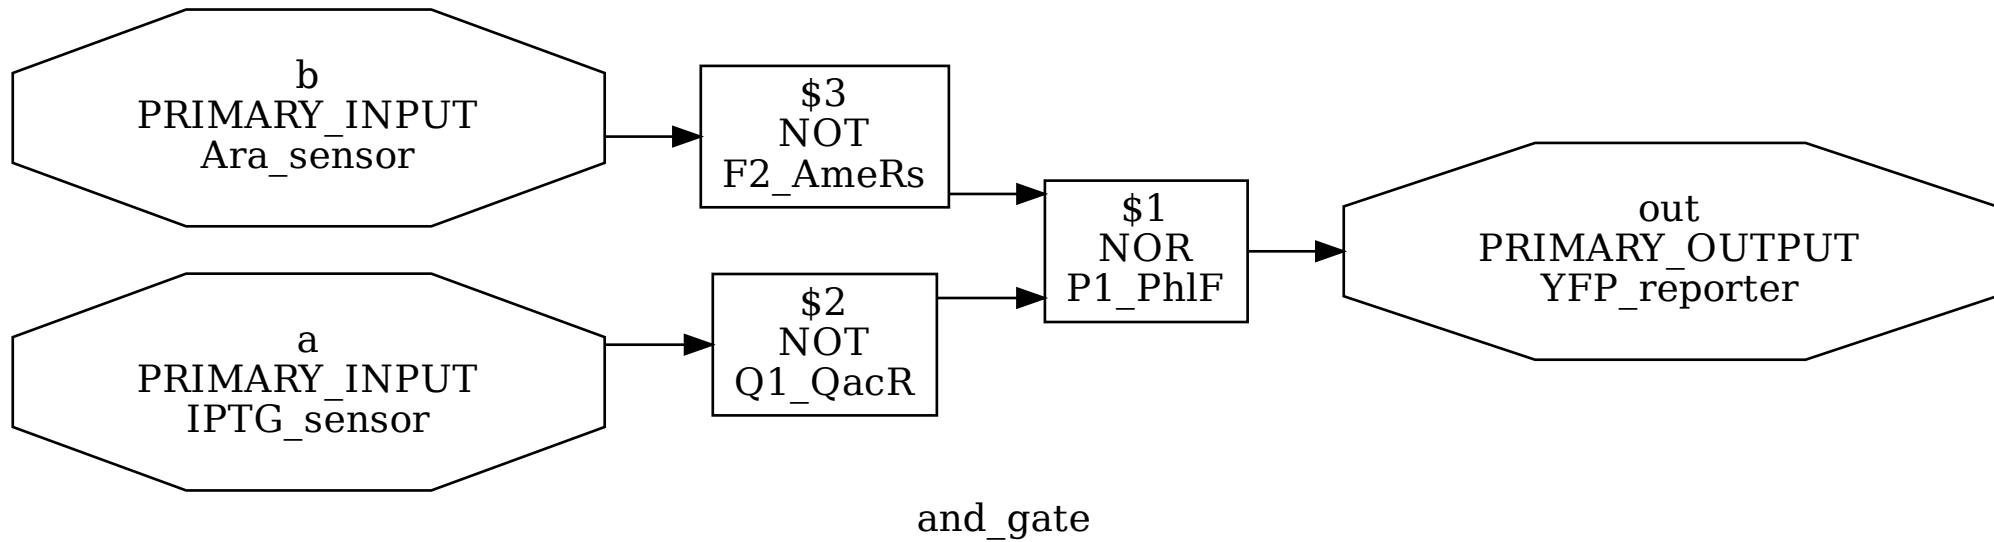 b
PRIMARY_INPUT
Ara_sensor
$3
NOT
F2_AmeRs
a
PRIMARY_INPUT
IPTG_sensor
$2
NOT
Q1_QacR
$1
NOR
P1_PhlF
out
PRIMARY_OUTPUT
YFP_reporter
and_gate